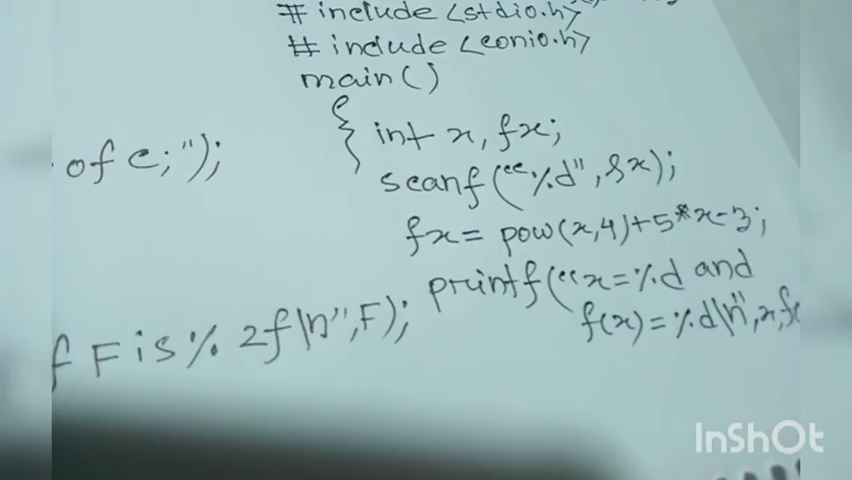 #include <stdio.h>
#include <conio.h>
main()
{ int x, fx;
scanf("%d", &x);
fx = pow(x,4)+5*x-3;
printf("x=%d and
f(x)=%d\n", x, fx
of c;");
f F is % 2f\n", F);
InShOt